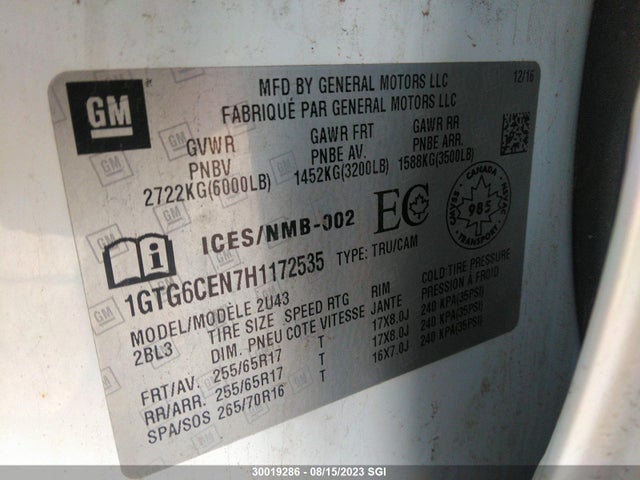 GM
MFD BY GENERAL MOTORS LLC
FABRIQUÉ PAR GENERAL MOTORS LLC
12/16
GVWR GAWR FRT GAWR RR
PNBV PNBE AV. PNBE ARR.
2722KG(6000LB) 1452KG(3200LB) 1588KG(3500LB)
ICES/NMB-002 EC
CANADA
CMVSS 985 NSVAC
1GTG6CEN7H1172535 TYPE: TRU/CAM
MODEL/MODÈLE 2U43
2BL3
TIRE SIZE SPEED RTG RIM COLD TIRE PRESSURE
DIM. PNEU COTE VITESSE JANTE PRESSION À FROID
FRT/AV. 255/65R17 T 17X8.0J 240 KPA(35PSI)
RR/ARR. 255/65R17 T 17X8.0J 240 KPA(35PSI)
SPA/SOS 265/70R16 T 16X7.0J 240 KPA(35PSI)
30019286 - 08/15/2023 SGI